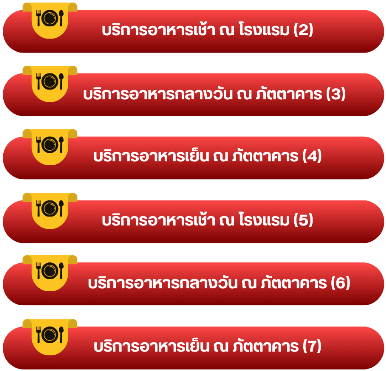 บริการอาหารเช้า ณ โรงแรม (2)
บริการอาหารกลางวัน ณ ภัตตาคาร (3)
บริการอาหารเย็น ณ ภัตตาคาร (4)
บริการอาหารเช้า ณ โรงแรม (5)
บริการอาหารกลางวัน ณ ภัตตาคาร (6)
บริการอาหารเย็น ณ ภัตตาคาร (7)